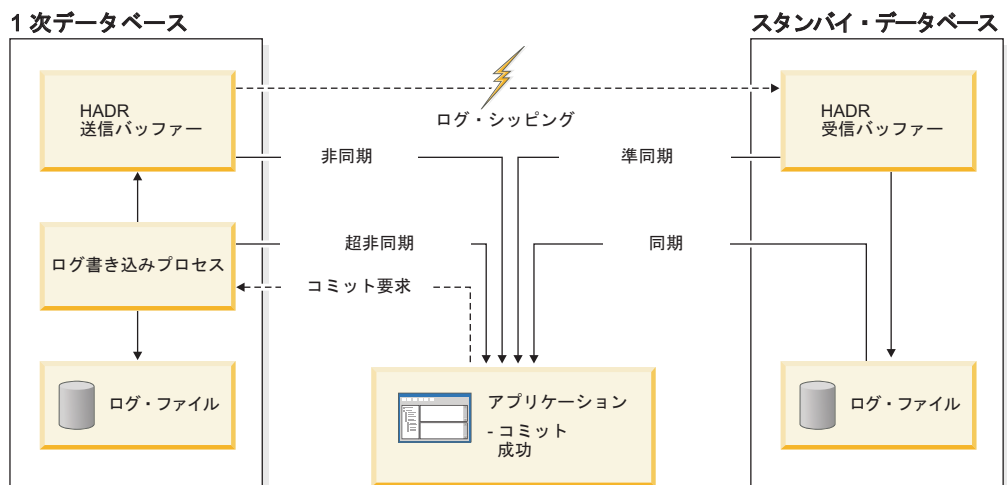 1 次データベース
スタンバイ・データベース
HADR
送信バッファー
ログ・シッピング
HADR
受信バッファー
非同期
準同期
ログ書き込みプロセス
超非同期
同期
コミット要求
ログ・ファイル
アプリケーション
- コミット
成功
ログ・ファイル